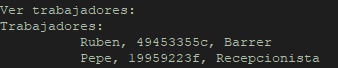 Ver trabajadores:
Trabajadores:
Ruben, 49453355c, Barrer
Pepe, 19959223f, Recepcionista